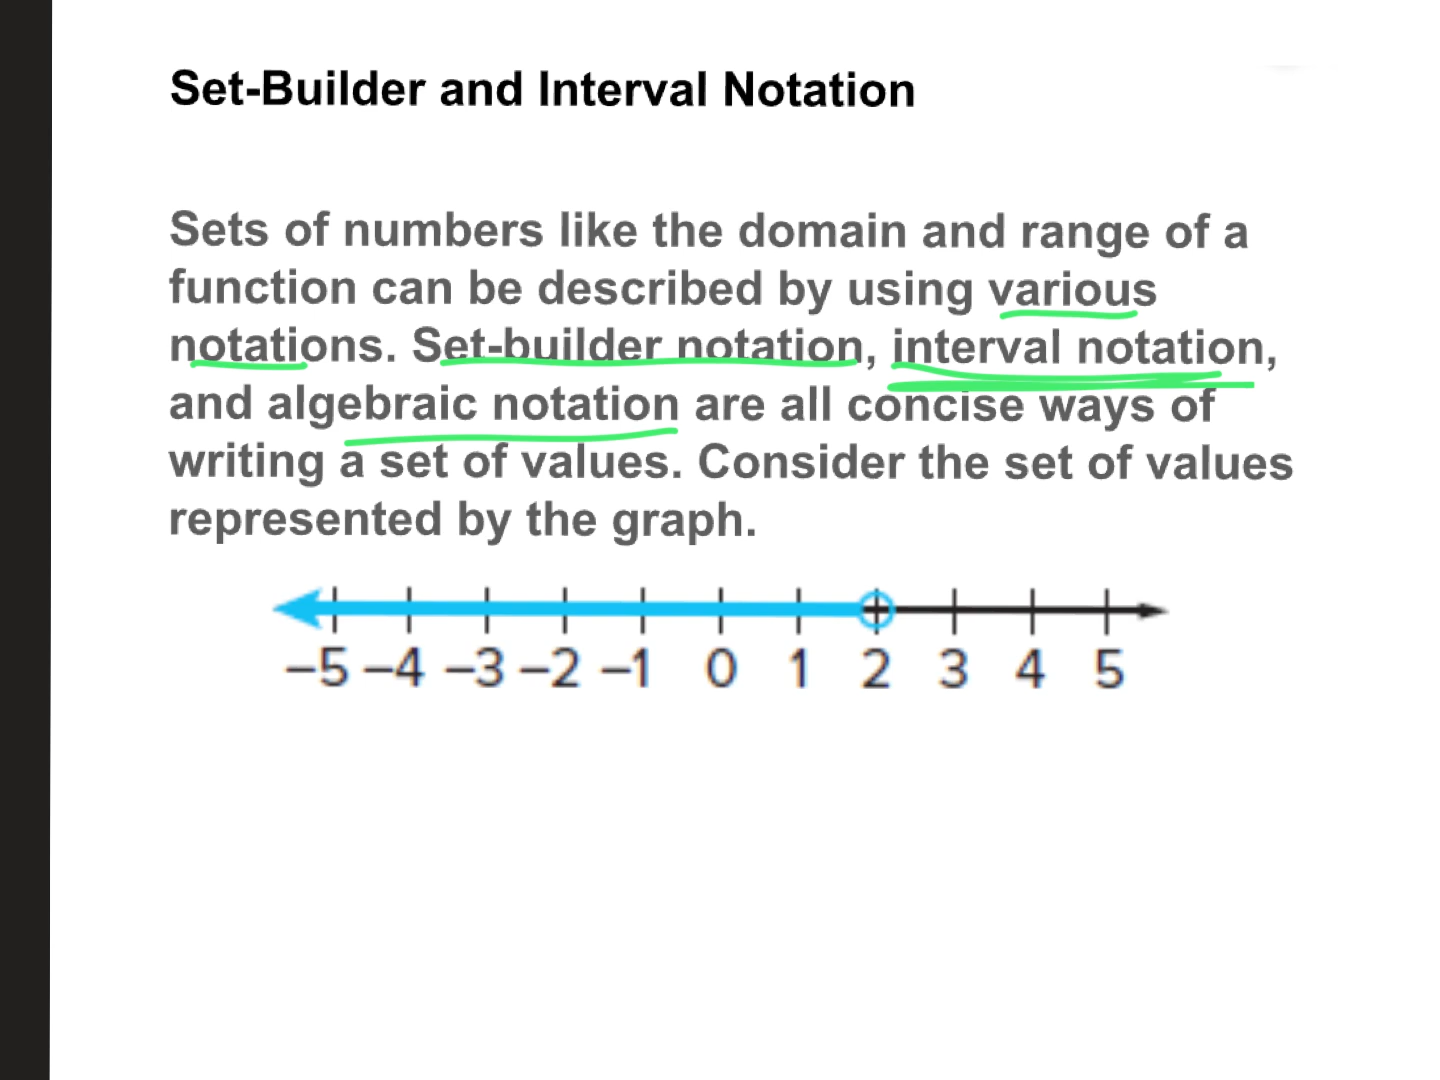 Set-Builder and Interval Notation
Sets of numbers like the domain and range of a
function can be described by using various
notations. Set-builder notation, interval notation,
and algebraic notation are all concise ways of
writing a set of values. Consider the set of values
represented by the graph.
–5 –4 –3 –2 –1 0 1 2 3 4 5